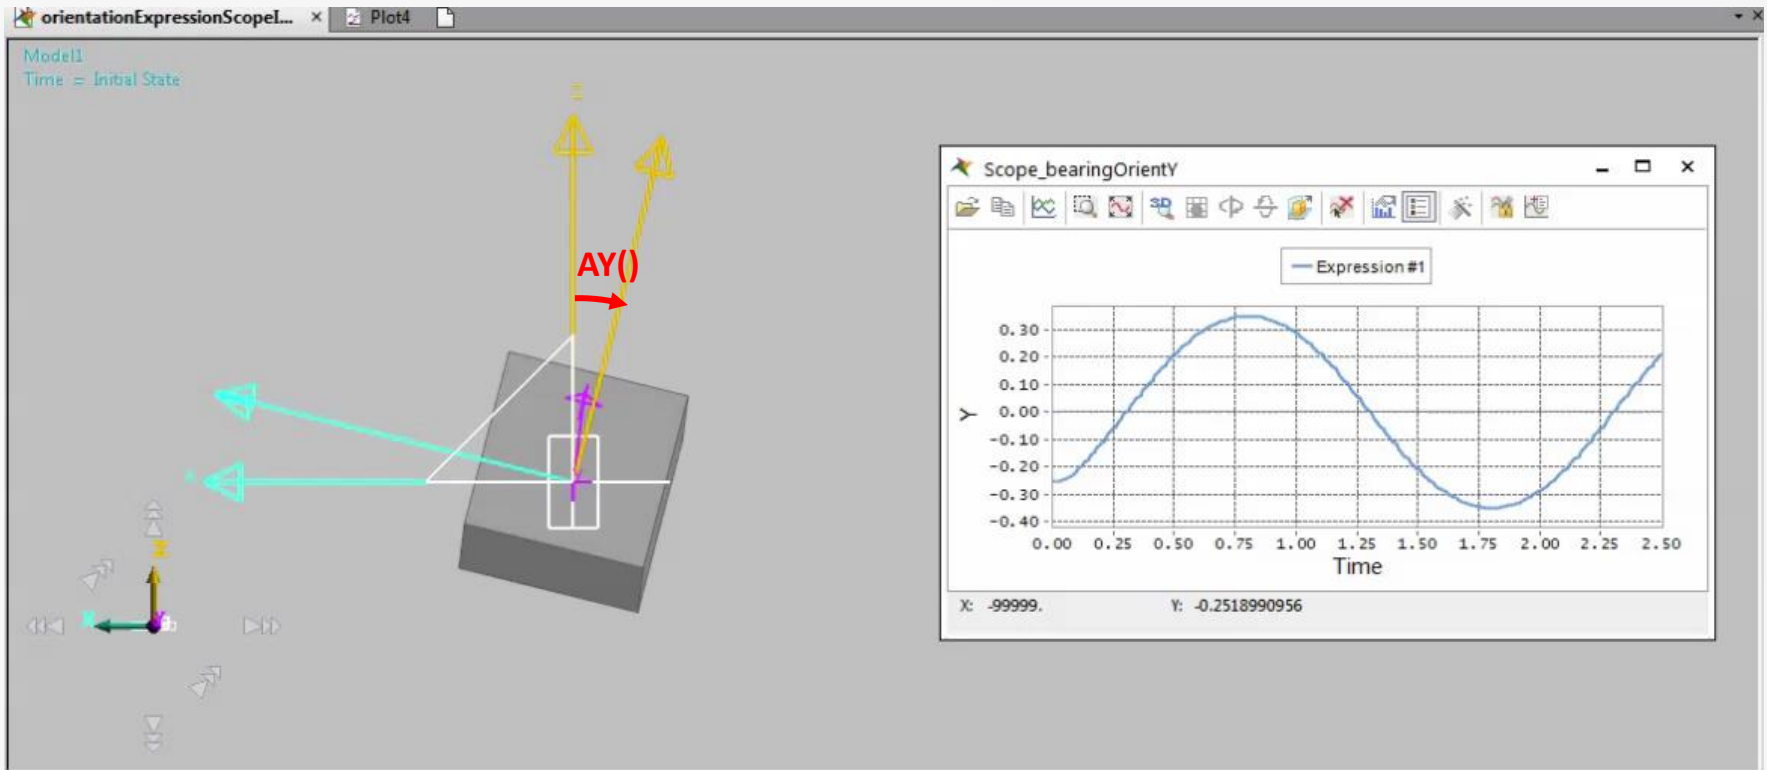 orientationExpressionScopeI...
Plot4
Model1
Time = Initial State
Z
AY()
X
Z
X
Y
Scope_bearingOrientY
3D
Expression #1
0.30
0.20
0.10
0.00
-0.10
-0.20
-0.30
-0.40
Y
0.00 0.25 0.50 0.75 1.00 1.25 1.50 1.75 2.00 2.25 2.50
Time
X: -99999. Y: -0.2518990956